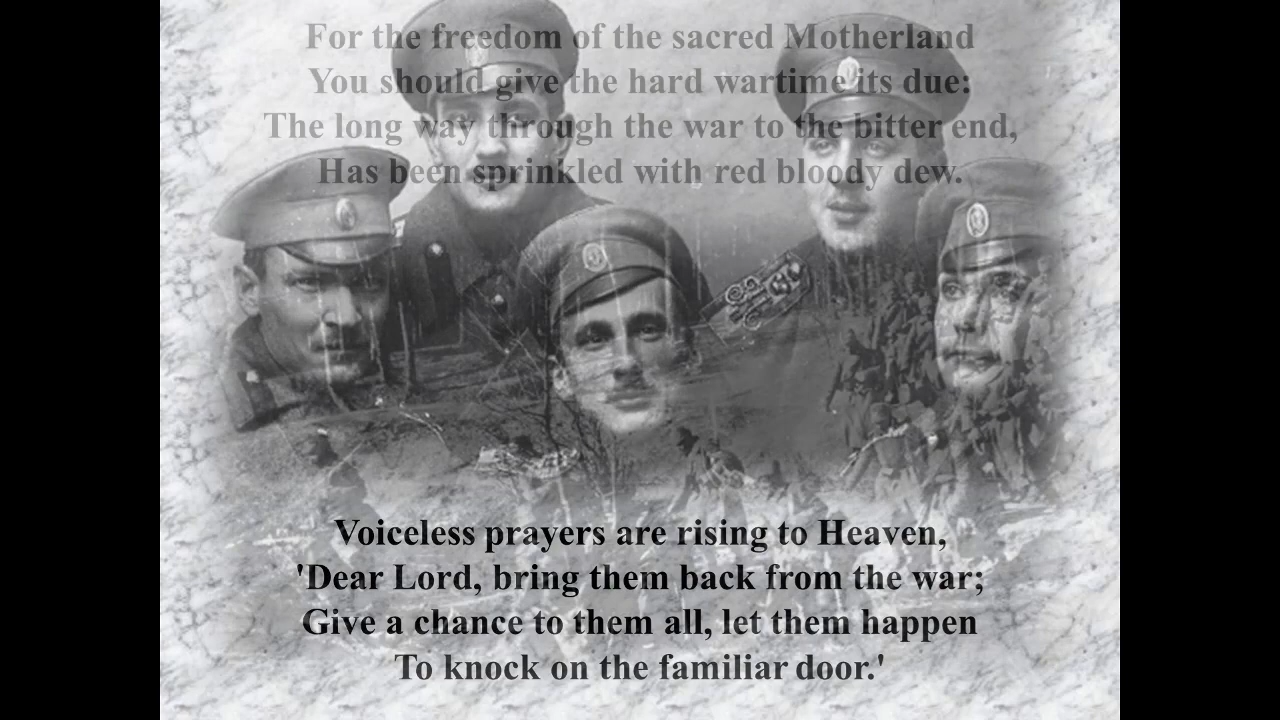 For the freedom of the sacred Motherland
You should give the hard wartime its due:
The long way through the war to the bitter end,
Has been sprinkled with red bloody dew.
Voiceless prayers are rising to Heaven,
'Dear Lord, bring them back from the war;
Give a chance to them all, let them happen
To knock on the familiar door.'